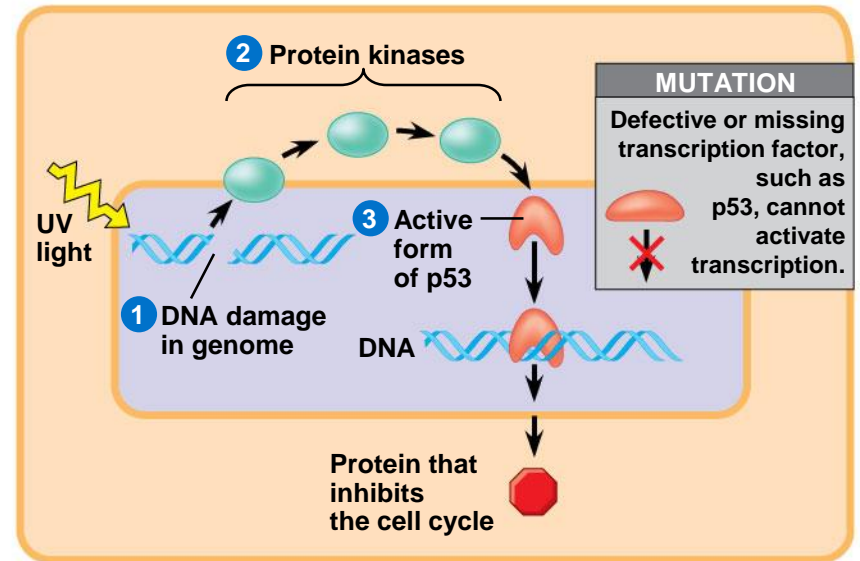 2 Protein kinases
MUTATION
Defective or missing
transcription factor,
such as
p53, cannot
activate
transcription.
UV
light
3 Active
form
of p53
1 DNA damage
in genome
DNA
Protein that
inhibits
the cell cycle